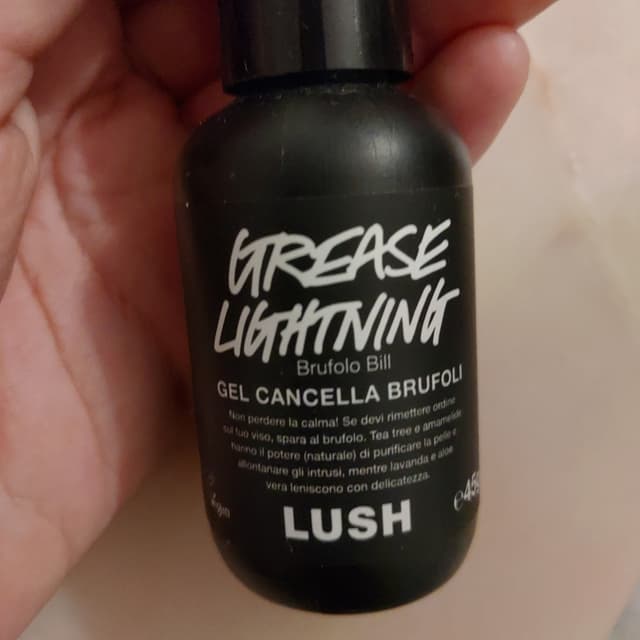 GREASE
LIGHTNING
Brufolo Bill
GEL CANCELLA BRUFOLI
Non perdere la calma! Se devi rimettere ordine
sul tuo viso, spara al brufolo. Tea tree e amamelide
hanno il potere (naturale) di purificare la pelle e
allontanare gli intrusi, mentre lavanda e aloe
vera leniscono con delicatezza.
LUSH
℮45g